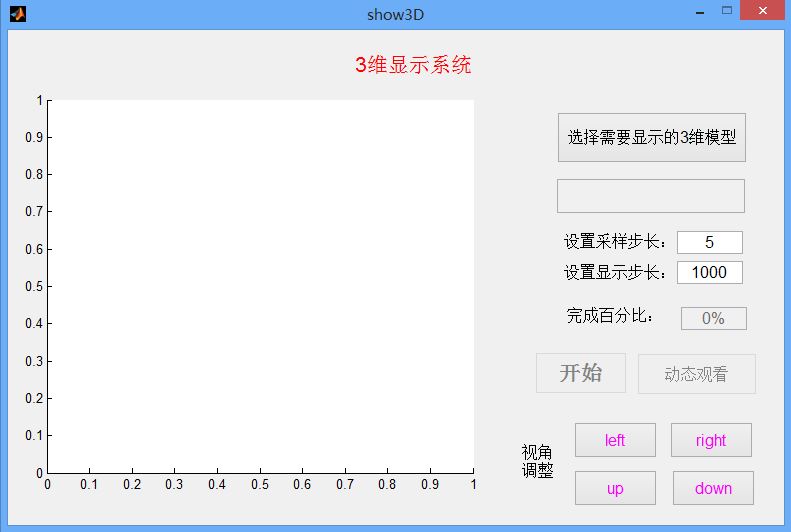 show3D
3维显示系统
选择需要显示的3维模型
设置采样步长： 5
设置显示步长： 1000
完成百分比： 0%
开始 动态观看
视角
调整
left right
up down
1
0.9
0.8
0.7
0.6
0.5
0.4
0.3
0.2
0.1
0
0 0.1 0.2 0.3 0.4 0.5 0.6 0.7 0.8 0.9 1